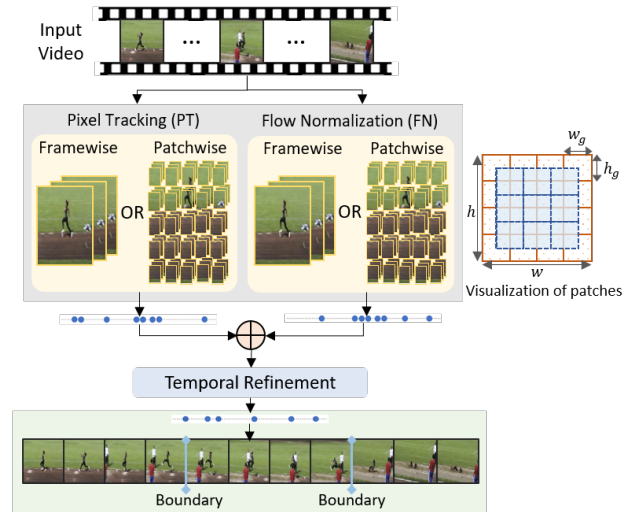 Input
Video
...
...
Pixel Tracking (PT)
Flow Normalization (FN)
Framewise
Patchwise
Framewise
Patchwise
OR
OR
w_g
h_g
h
w
Visualization of patches
Temporal Refinement
Boundary
Boundary